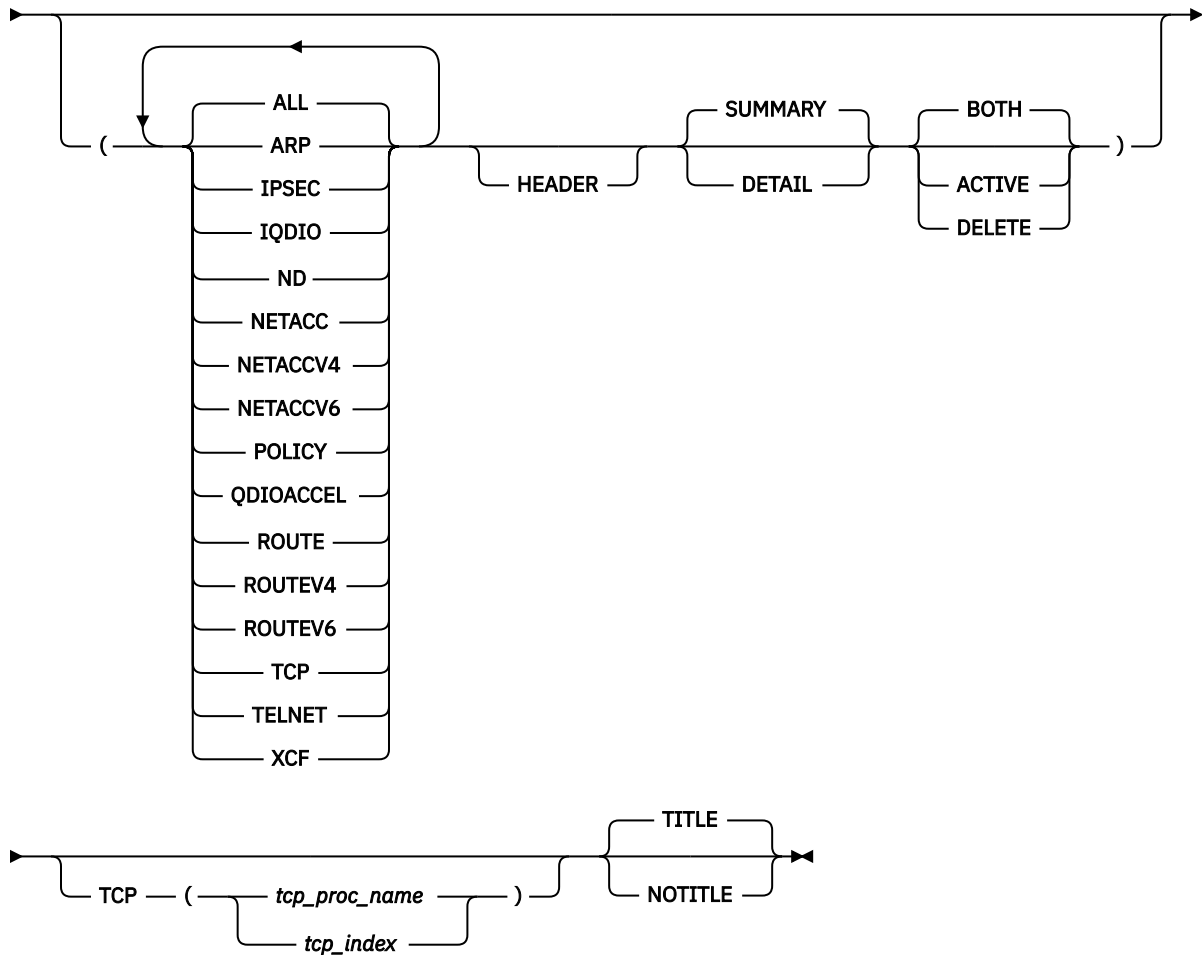 ALL
SUMMARY
BOTH
(
ARP
)
IPSEC
HEADER
DETAIL
ACTIVE
IQDIO
DELETE
ND
NETACC
NETACCV4
NETACCV6
POLICY
QDIOACCEL
ROUTE
ROUTEV4
ROUTEV6
TCP
TELNET
XCF
TITLE
TCP ( tcp_proc_name )
NOTITLE
tcp_index